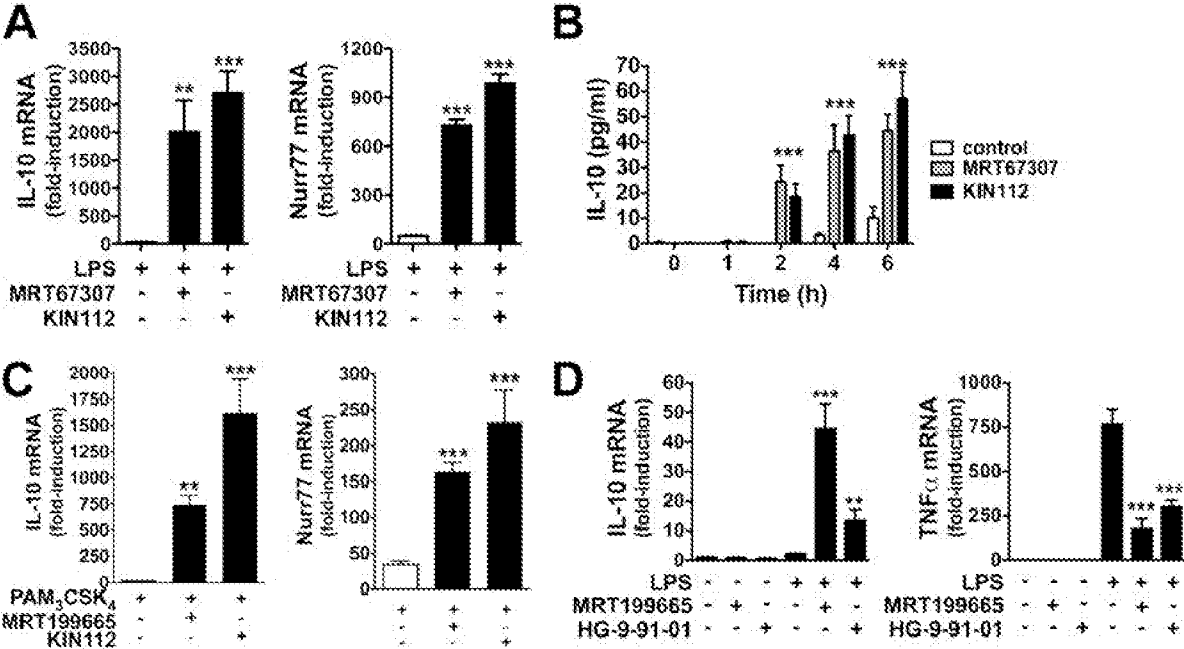 A
IL-10 mRNA
(fold-induction)
3500
3000
2500
2000
1500
1000
500
0
** ***
LPS + + +
MRT67307 - + -
KIN112 - - +
Nurr77 mRNA
(fold-induction)
1200
900
600
300
0
*** ***
LPS + + +
MRT67307 - + -
KIN112 - - +
B
IL-10 (pg/ml)
70
60
50
40
30
20
10
0
*** *** ***
0 1 2 4 6
Time (h)
control
MRT67307
KIN112
C
IL-10 mRNA
(fold-induction)
2000
1750
1500
1250
1000
750
500
250
0
** ***
PAM3CSK4 + + +
MRT199665 - + -
KIN112 - - +
Nurr77 mRNA
(fold-induction)
300
250
200
150
100
50
0
*** ***
+ + +
- + -
- - +
D
IL-10 mRNA
(fold-induction)
60
50
40
30
20
10
0
*** **
LPS - - - + + +
MRT199665 - + - - + -
HG-9-91-01 - - + - - +
TNFα mRNA
(fold-induction)
1000
750
500
250
0
*** ***
LPS - - - + + +
MRT199665 - + - - + -
HG-9-91-01 - - + - - +